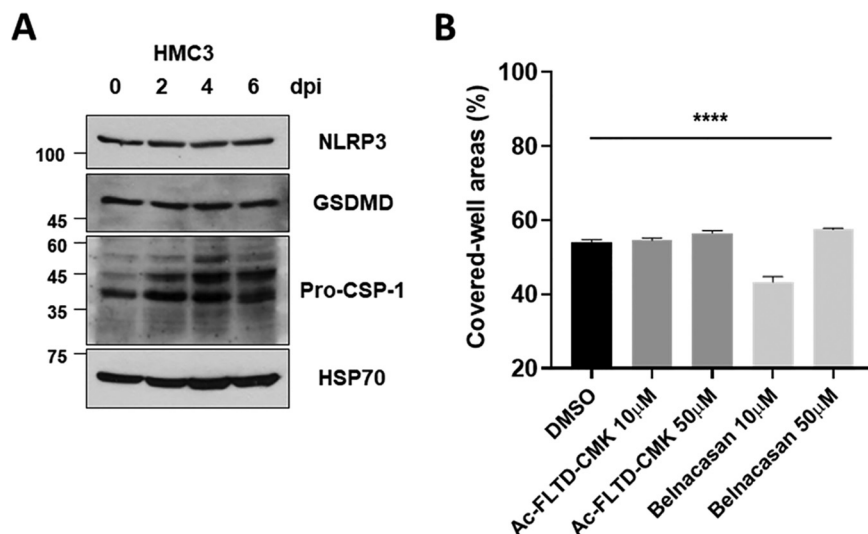 A
HMC3
0 2 4 6 dpi
100
NLRP3
45
GSDMD
60
45
35
Pro-CSP-1
75
HSP70
B
Covered-well areas (%)
100
80
60
40
20
****
DMSO
Ac-FLTD-CMK 10μM
Ac-FLTD-CMK 50μM
Belnacasan 10μM
Belnacasan 50μM